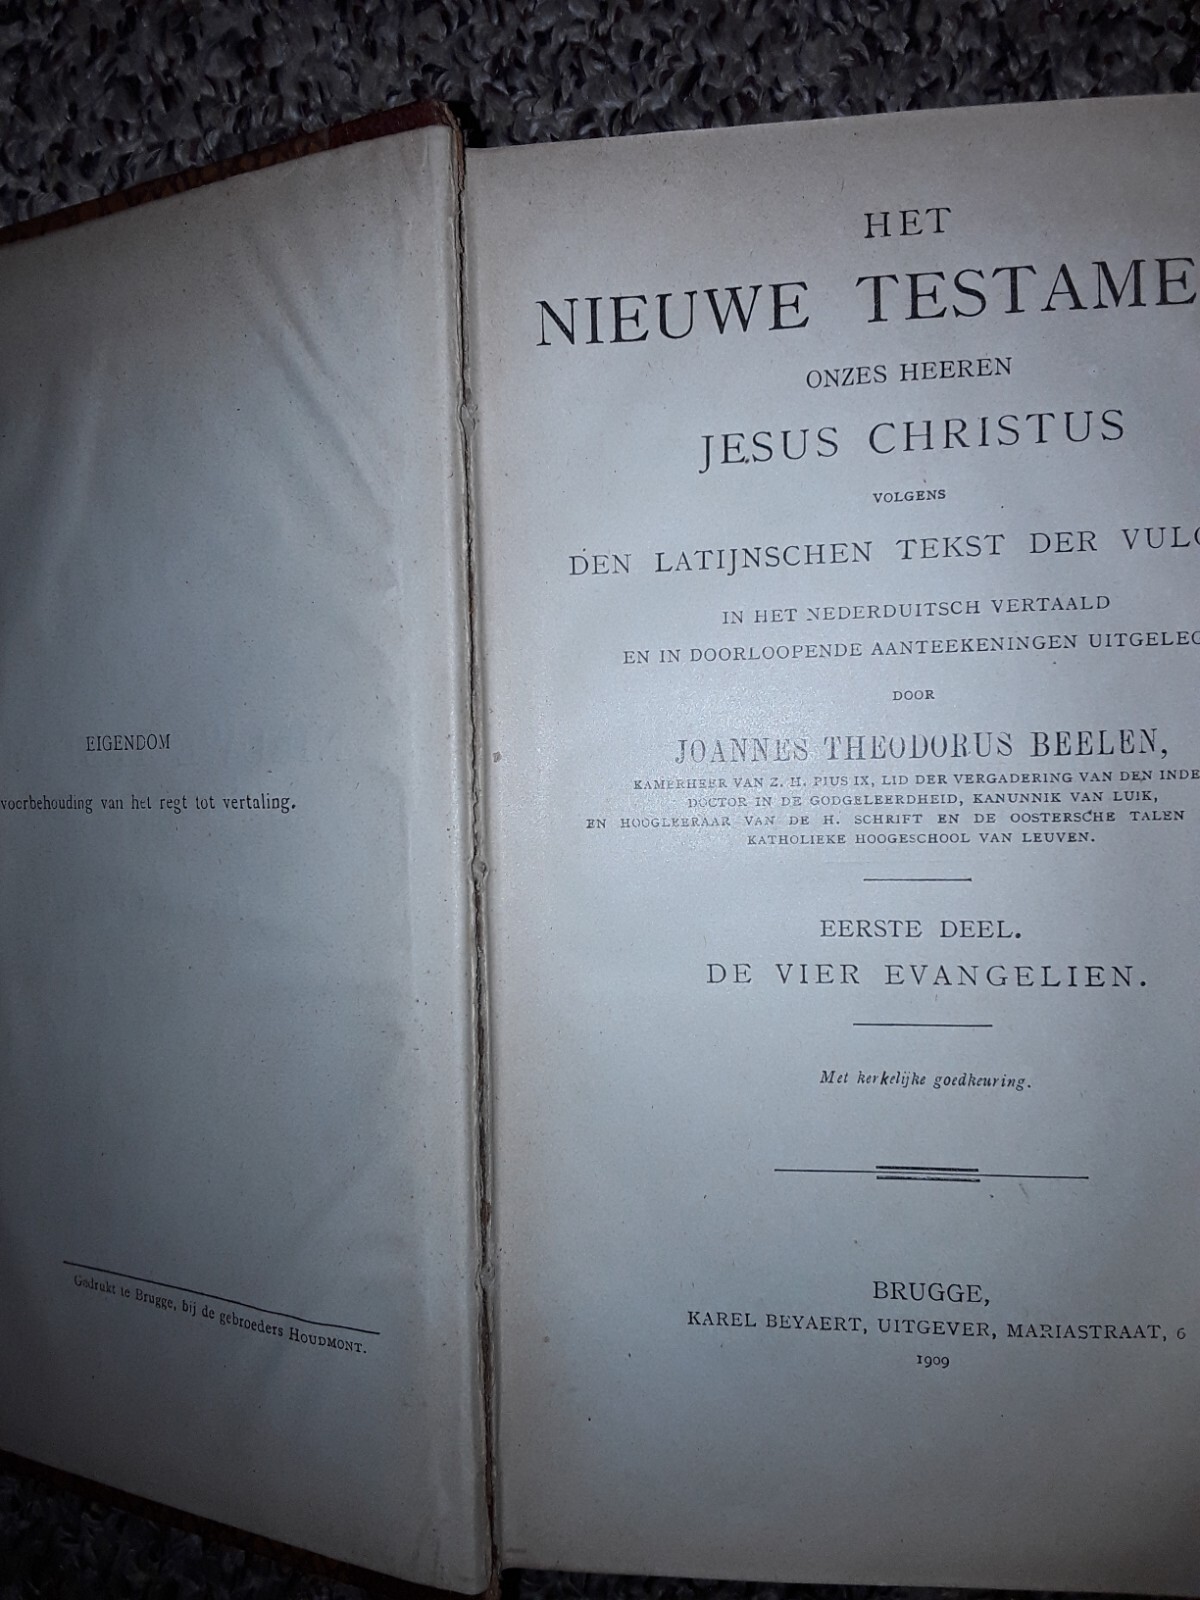 EIGENDOM
voorbehouding van het regt tot vertaling.
Gedrukt te Brugge, bij de gebroeders HOUDMONT.
HET
NIEUWE TESTAME
ONZES HEEREN
JESUS CHRISTUS
VOLGENS
DEN LATIJNSCHEN TEKST DER VULG
IN HET NEDERDUITSCH VERTAALD
EN IN DOORLOOPENDE AANTEEKENINGEN UITGELEG
DOOR
JOANNES THEODORUS BEELEN,
KAMERHEER VAN Z. H. PIUS IX, LID DER VERGADERING VAN DEN INDE
DOCTOR IN DE GODGELEERDHEID, KANUNNIK VAN LUIK,
EN HOOGLEERAAR VAN DE H. SCHRIFT EN DE OOSTERSCHE TALEN
KATHOLIEKE HOOGESCHOOL VAN LEUVEN.
EERSTE DEEL.
DE VIER EVANGELIEN.
Met kerkelijke goedkeuring.
BRUGGE,
KAREL BEYAERT, UITGEVER, MARIASTRAAT, 6
1909